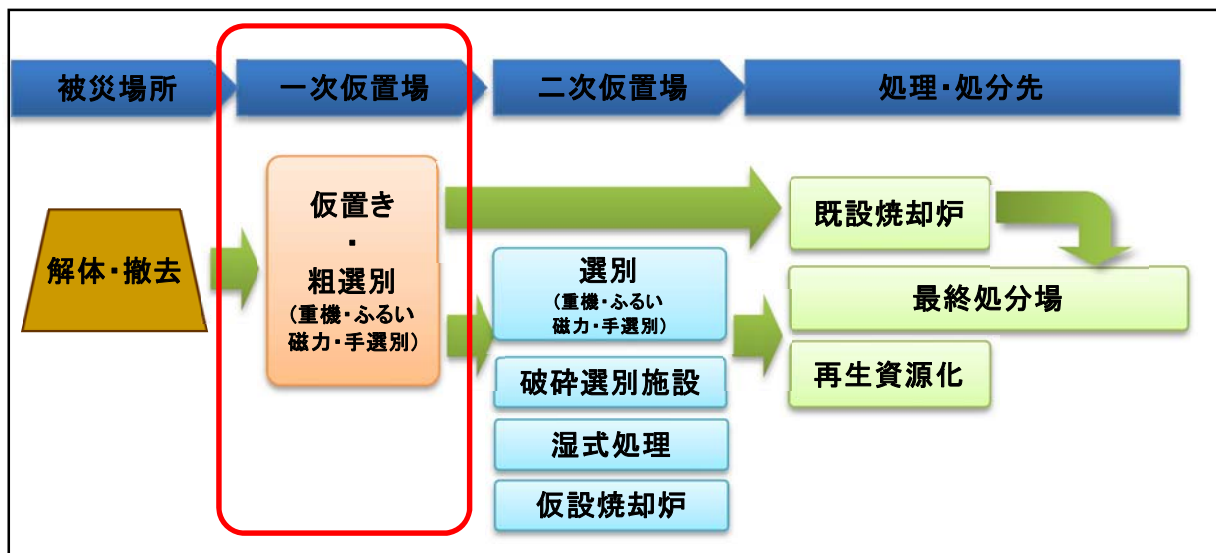 被災場所
一次仮置場
二次仮置場
処理・処分先
解体・撤去
仮置き
・
粗選別
(重機・ふるい
磁力・手選別)
選別
(重機・ふるい
磁力・手選別)
破砕選別施設
湿式処理
仮設焼却炉
既設焼却炉
最終処分場
再生資源化